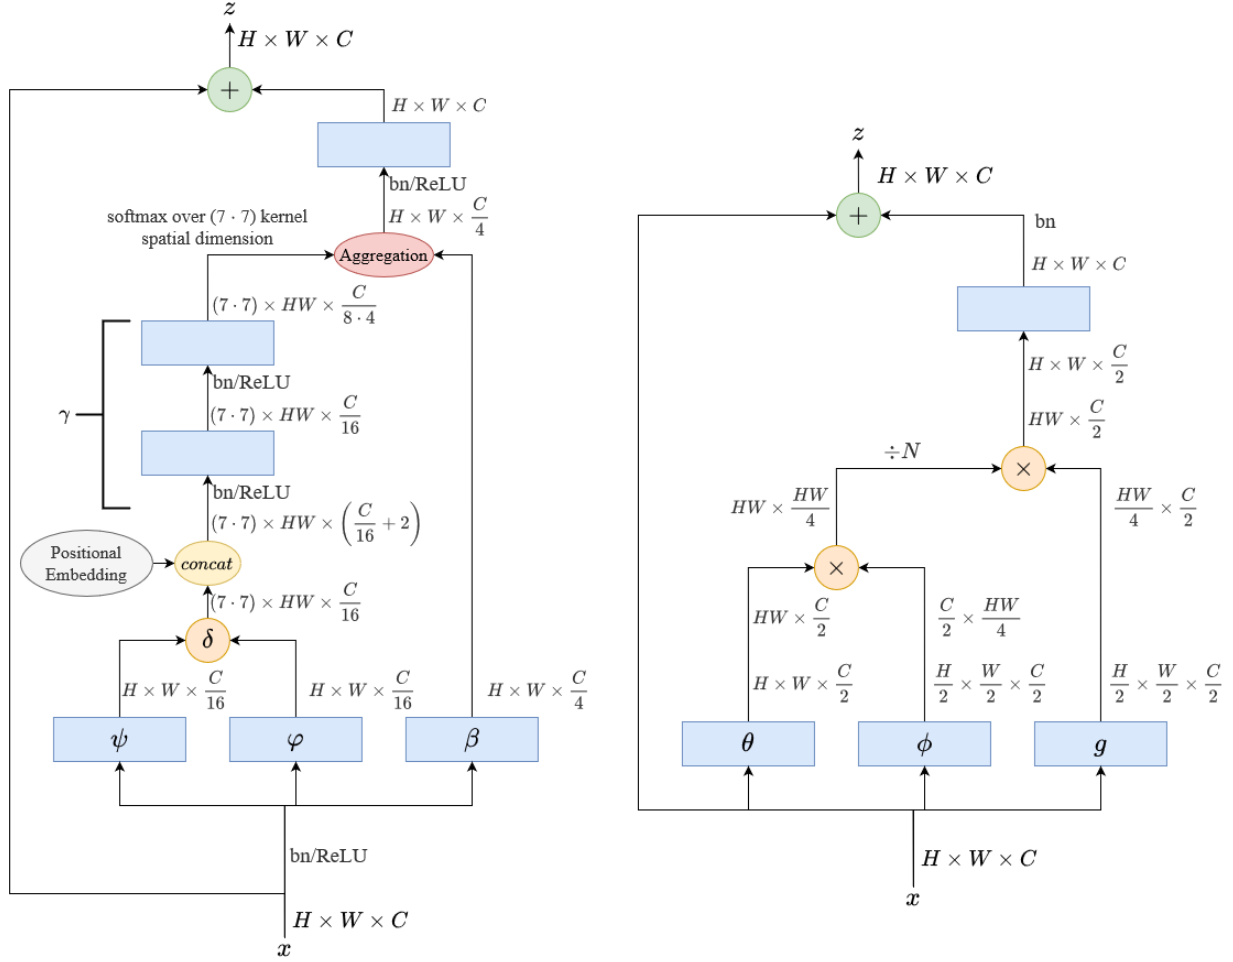 z
H × W × C
+
H × W × C
bn/ReLU
H × W × C/4
softmax over (7 · 7) kernel
spatial dimension
Aggregation
(7 · 7) × HW × C/(8 · 4)
bn/ReLU
γ
(7 · 7) × HW × C/16
bn/ReLU
(7 · 7) × HW × (C/16 + 2)
Positional
Embedding
concat
(7 · 7) × HW × C/16
δ
H × W × C/16
H × W × C/16
H × W × C/4
ψ
φ
β
bn/ReLU
H × W × C
x
z
H × W × C
+
bn
H × W × C
H × W × C/2
HW × C/2
÷N
×
HW × HW/4
HW/4 × C/2
×
HW × C/2
C/2 × HW/4
H × W × C/2
H/2 × W/2 × C/2
H/2 × W/2 × C/2
θ
ϕ
g
H × W × C
x